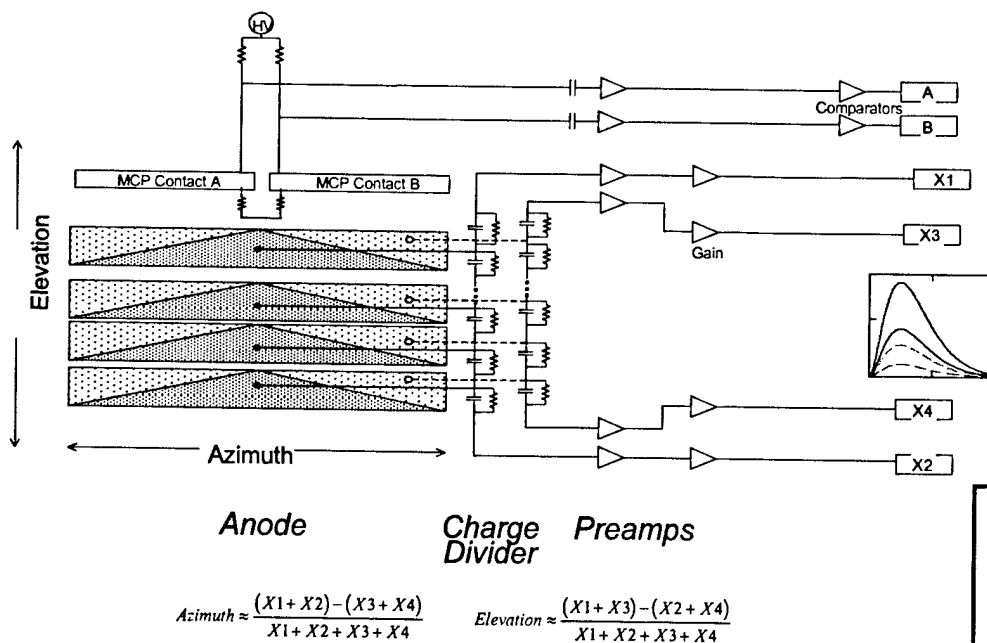 HV
A
Comparators
B
MCP Contact A
MCP Contact B
X1
X3
Gain
Elevation
X4
X2
Azimuth
Anode
Charge Divider
Preamps
Azimuth ≈ (X1 + X2) − (X3 + X4) / X1 + X2 + X3 + X4
Elevation ≈ (X1 + X3) − (X2 + X4) / X1 + X2 + X3 + X4